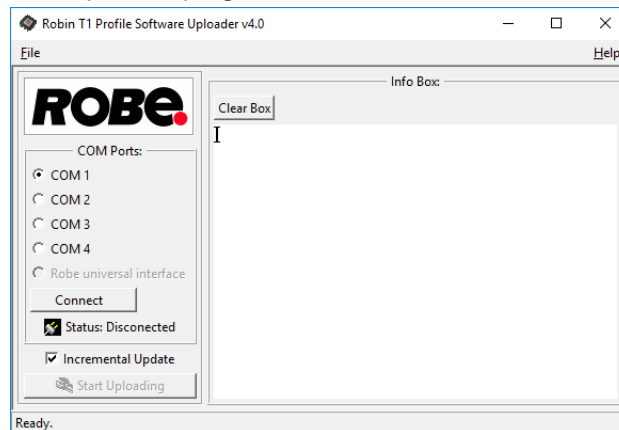 Robin T1 Profile Software Uploader v4.0
File
Help
ROBE.
COM Ports:
COM 1
COM 2
COM 3
COM 4
Robe universal interface
Connect
Status: Disconected
Incremental Update
Start Uploading
Info Box:
Clear Box
Ready.